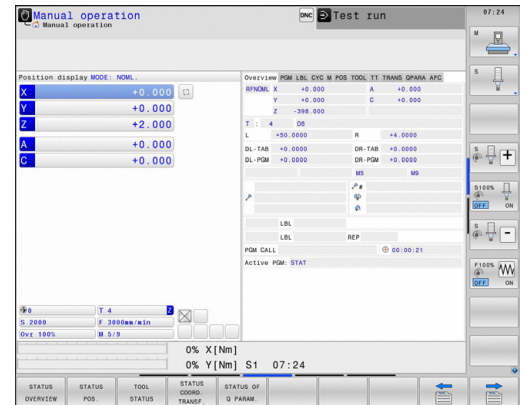 Manual operation
Manual operation
DNC
Test run
07:24
Position display MODE: NOML.
X +0.000
Y +0.000
Z +2.000
A +0.000
C +0.000
Overview PGM LBL CYC M POS TOOL TT TRANS QPARA AFC
RFNOML X +0.000 A +0.000
Y +0.000 C +0.000
Z -398.000
T : 4 D8
L +50.0000 R +4.0000
DL-TAB +0.0000 DR-TAB +0.0000
DL-PGM +0.0000 DR-PGM +0.0000
M5 M9
#
LBL
LBL REP
PGM CALL 00:00:21
Active PGM: STAT
0 T 4 Z
S 2000 F 3000mm/min
Ovr 100% M 5/9
0% X[Nm]
0% Y[Nm] S1 07:24
M
S
S
S100%
OFF ON
S
F100%
OFF ON
STATUS OVERVIEW
STATUS POS.
TOOL STATUS
STATUS COORD. TRANSF.
STATUS OF Q PARAM.